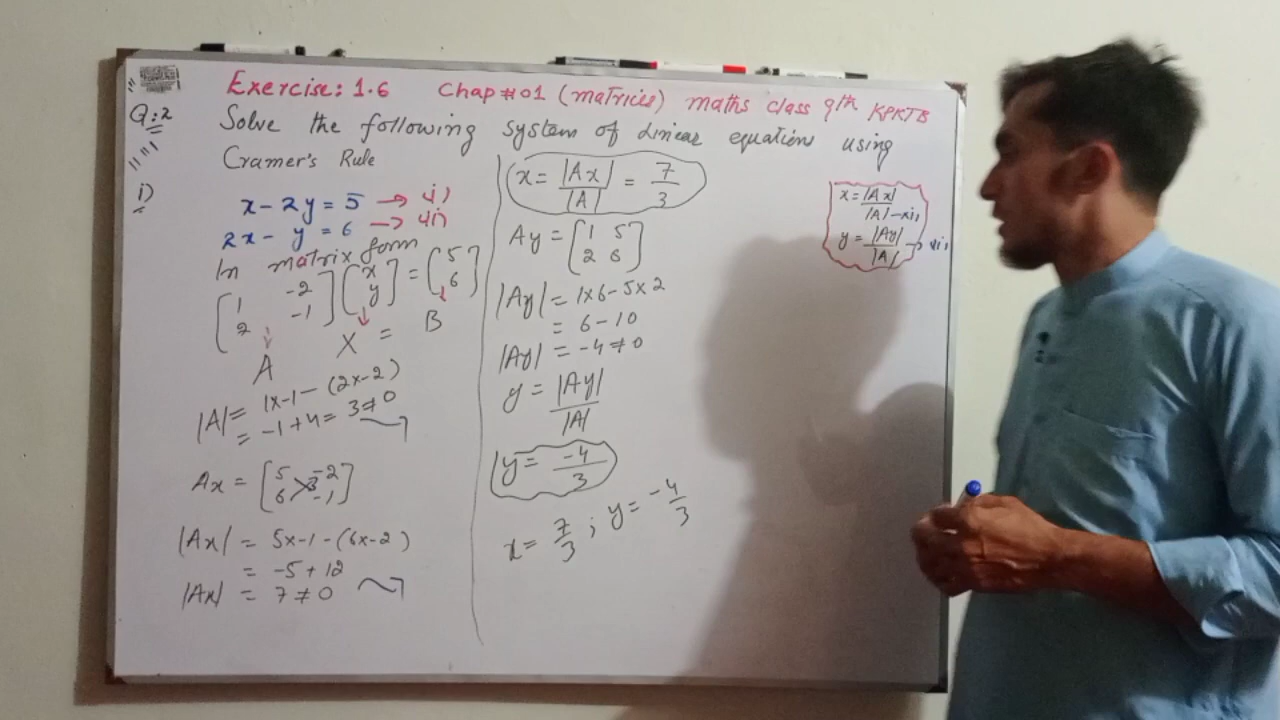 Exercise: 1.6 Chap#01 (matrices) maths class 9th KPKTB
Q:2 Solve the following system of Linear equation using
Cramer's Rule
i)
x - 2y = 5 → (i)
2x - y = 6 → (ii)
In matrix form
[1 -2
2 -1] [x
y] = [5
6]
A X = B
|A| = 1x-1 - (2x-2)
= -1+4 = 3≠0
Ax = [5 -2
6 -1]
|Ax| = 5x-1-(6x-2)
= -5+12
|Ax| = 7≠0
x = |Ax|/|A| = 7/3
Ay = [1 5
2 6]
|Ay| = 1x6-5x2
= 6-10
|Ay| = -4≠0
y = |Ay|/|A|
y = -4/3
x = 7/3 ; y = -4/3
x = |Ax|/|A|
y = |Ay|/|A|